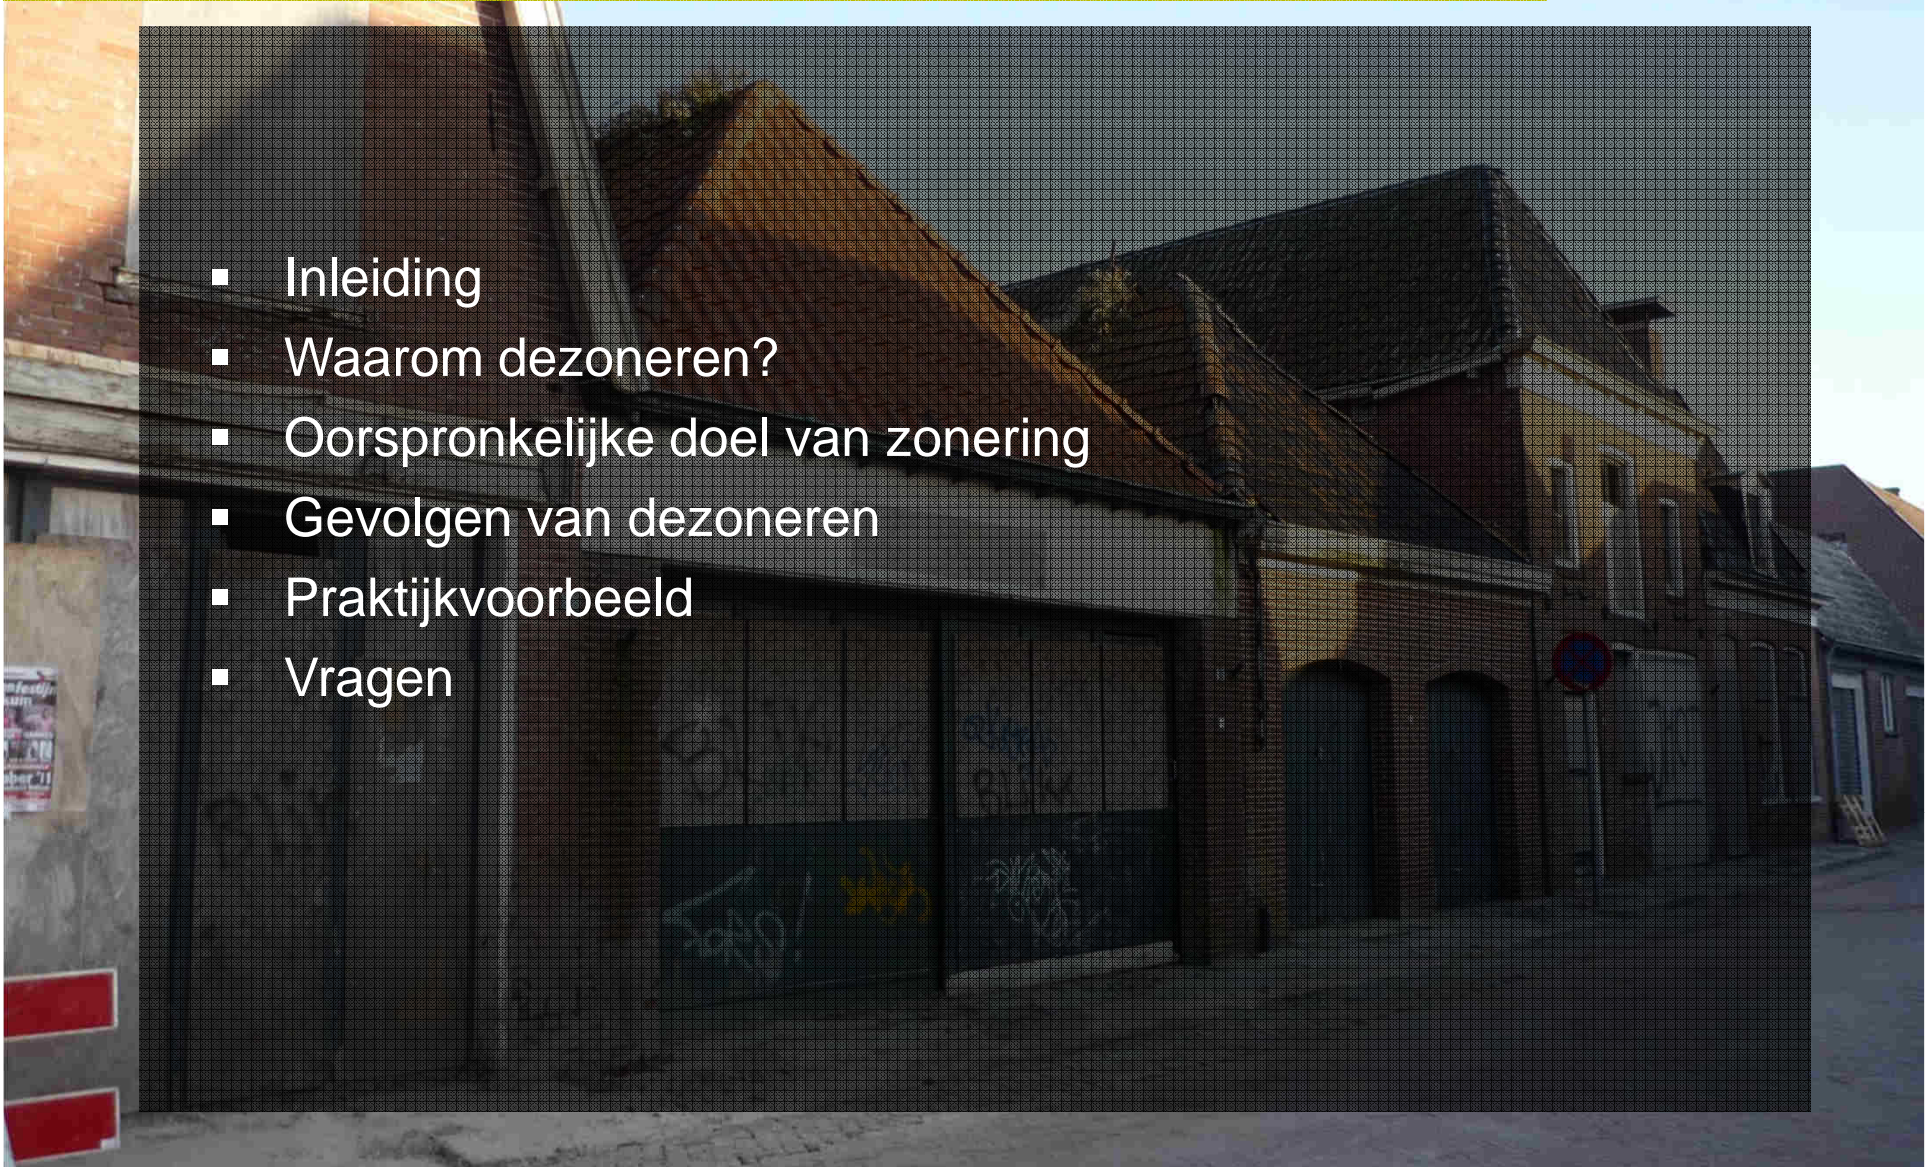 ▪ Inleiding
▪ Waarom dezoneren?
▪ Oorspronkelijke doel van zonering
▪ Gevolgen van dezoneren
▪ Praktijkvoorbeeld
▪ Vragen